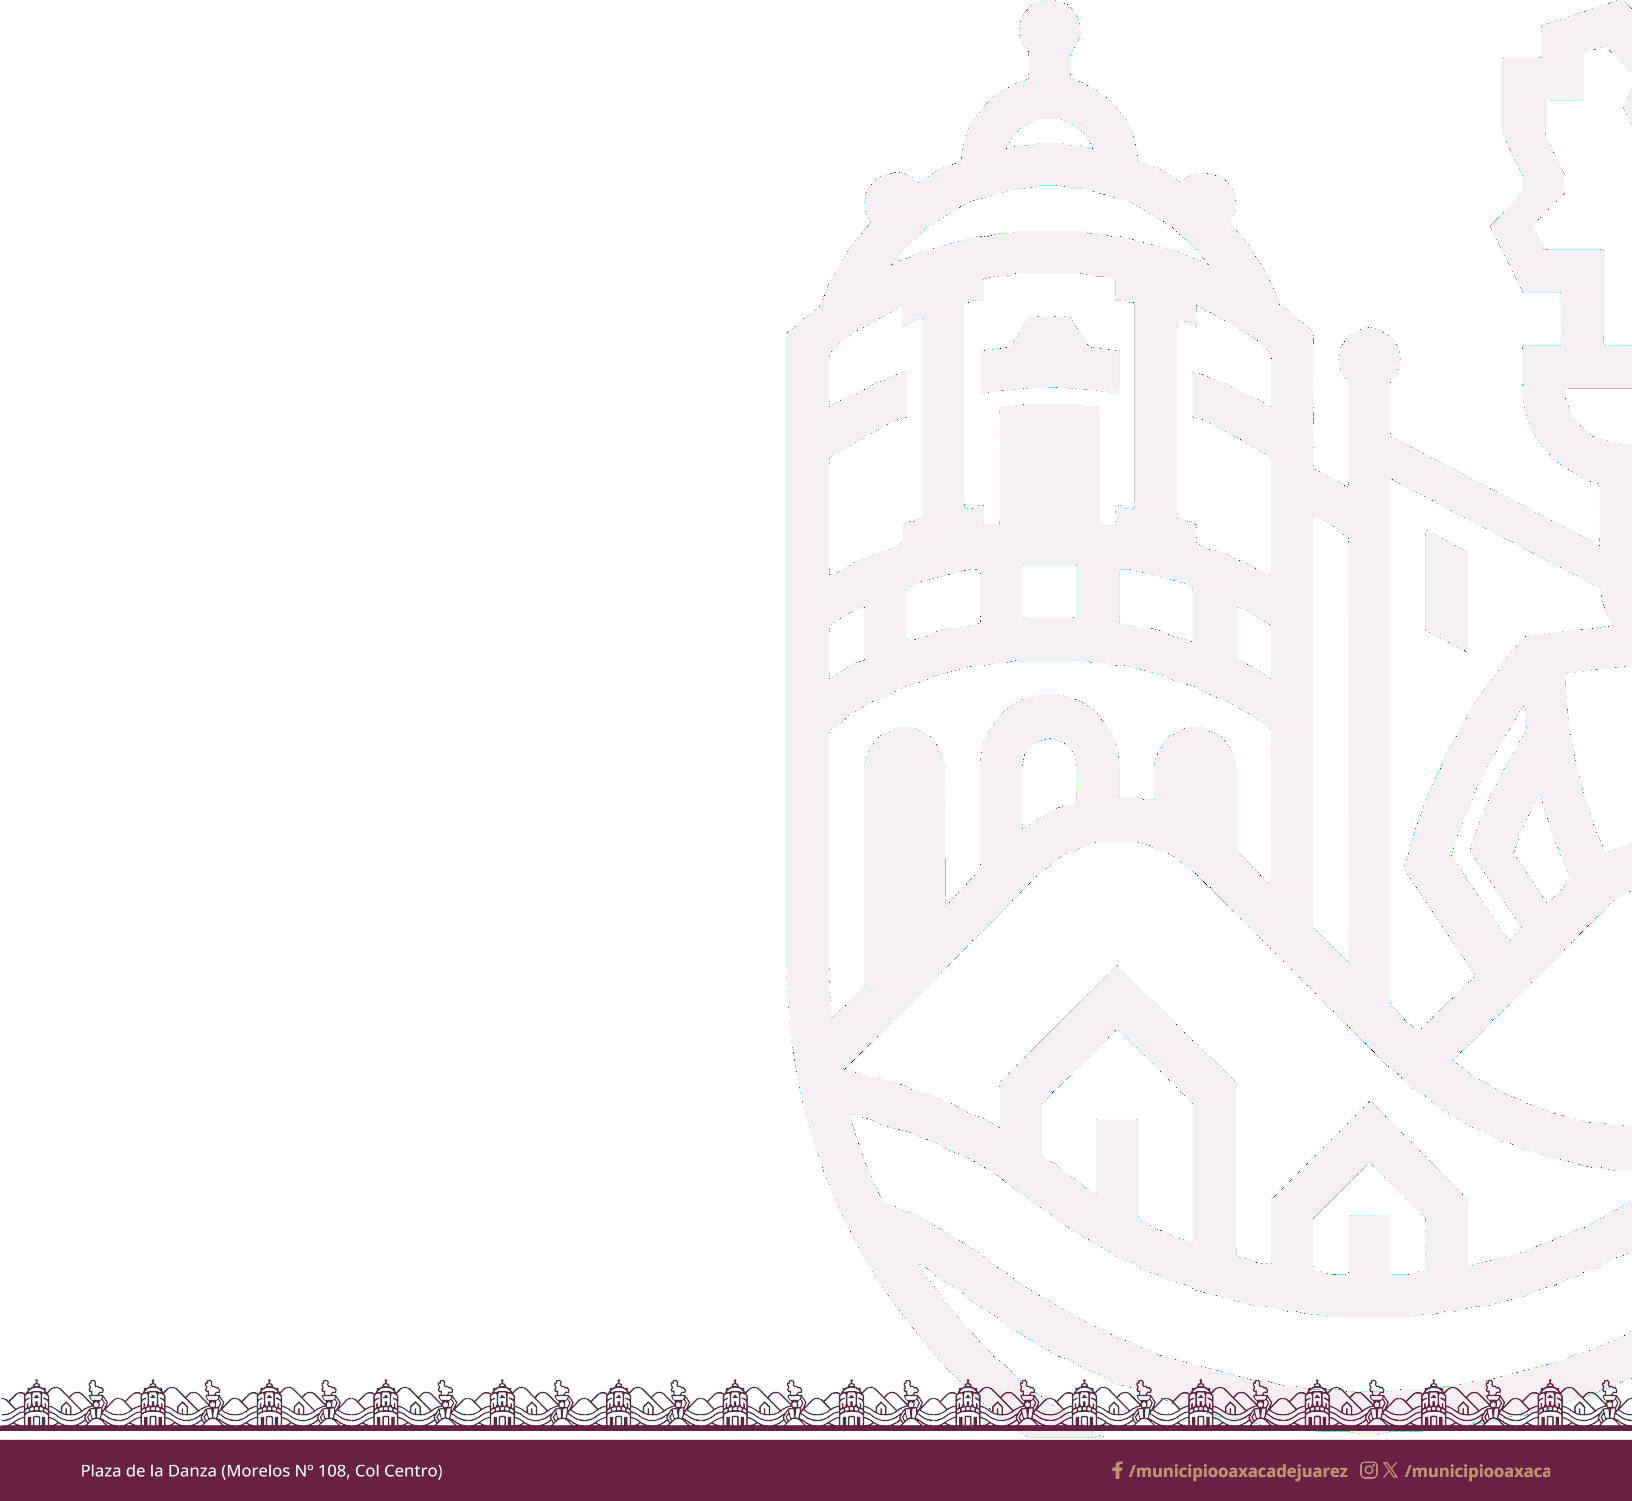 Plaza de la Danza (Morelos Nº 108, Col Centro)
/municipiooaxacadejuarez
/municipiooaxaca